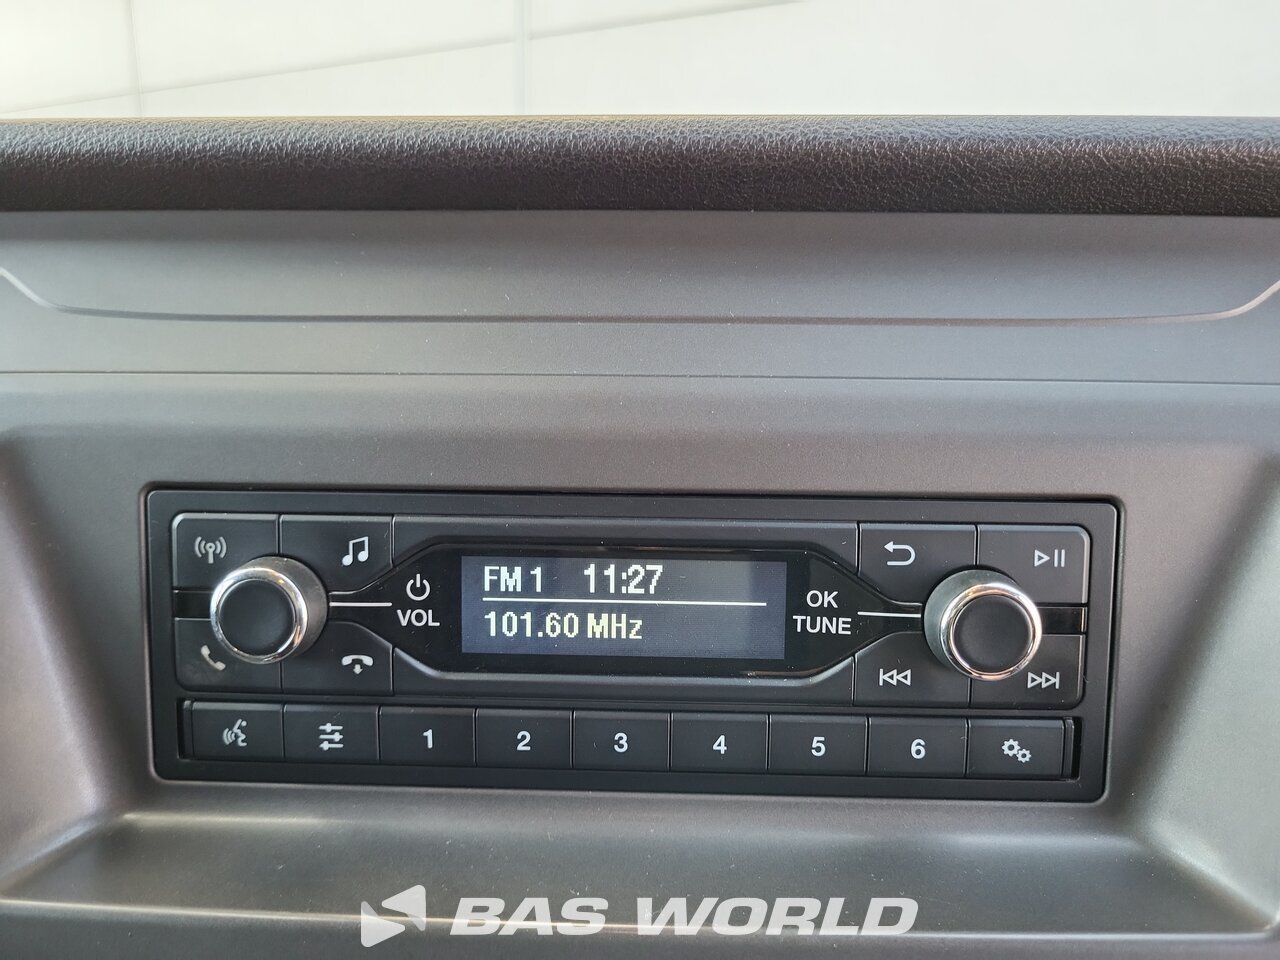 FM 1 11:27
101.60 MHz
VOL
OK
TUNE
1 2 3 4 5 6
BAS WORLD